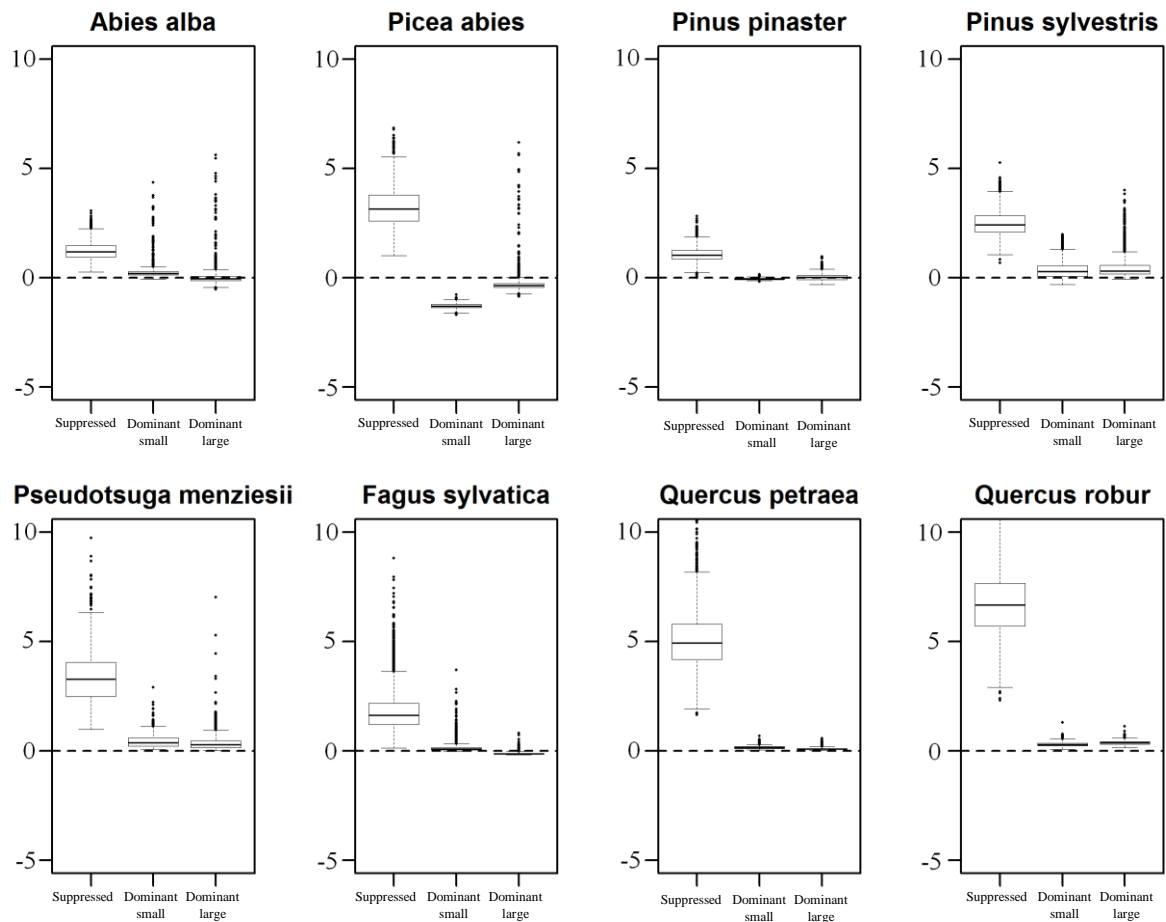 Abies alba
Picea abies
Pinus pinaster
Pinus sylvestris
10
5
0
-5
Suppressed
Dominant
small
Dominant
large
10
5
0
-5
Suppressed
Dominant
small
Dominant
large
10
5
0
-5
Suppressed
Dominant
small
Dominant
large
10
5
0
-5
Suppressed
Dominant
small
Dominant
large
Pseudotsuga menziesii
Fagus sylvatica
Quercus petraea
Quercus robur
10
5
0
-5
Suppressed
Dominant
small
Dominant
large
10
5
0
-5
Suppressed
Dominant
small
Dominant
large
10
5
0
-5
Suppressed
Dominant
small
Dominant
large
10
5
0
-5
Suppressed
Dominant
small
Dominant
large